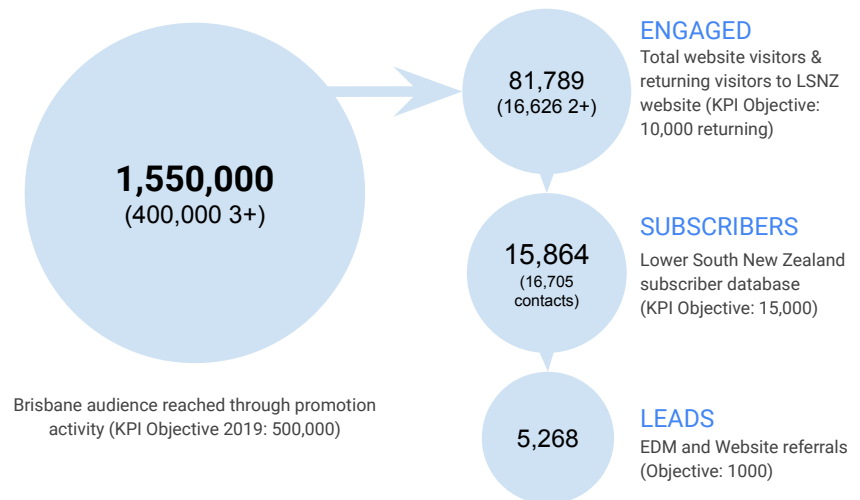 1,550,000
(400,000 3+)
Brisbane audience reached through promotion
activity (KPI Objective 2019: 500,000)
81,789
(16,626 2+)
ENGAGED
Total website visitors &
returning visitors to LSNZ
website (KPI Objective:
10,000 returning)
15,864
(16,705
contacts)
SUBSCRIBERS
Lower South New Zealand
subscriber database
(KPI Objective: 15,000)
5,268
LEADS
EDM and Website referrals
(Objective: 1000)